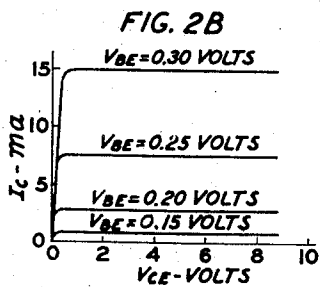 FIG. 2B
VBE=0.30 VOLTS
15
VBE=0.25 VOLTS
10
IC-ma
5
VBE=0.20 VOLTS
VBE=0.15 VOLTS
0
0 2 4 6 8 10
VCE-VOLTS